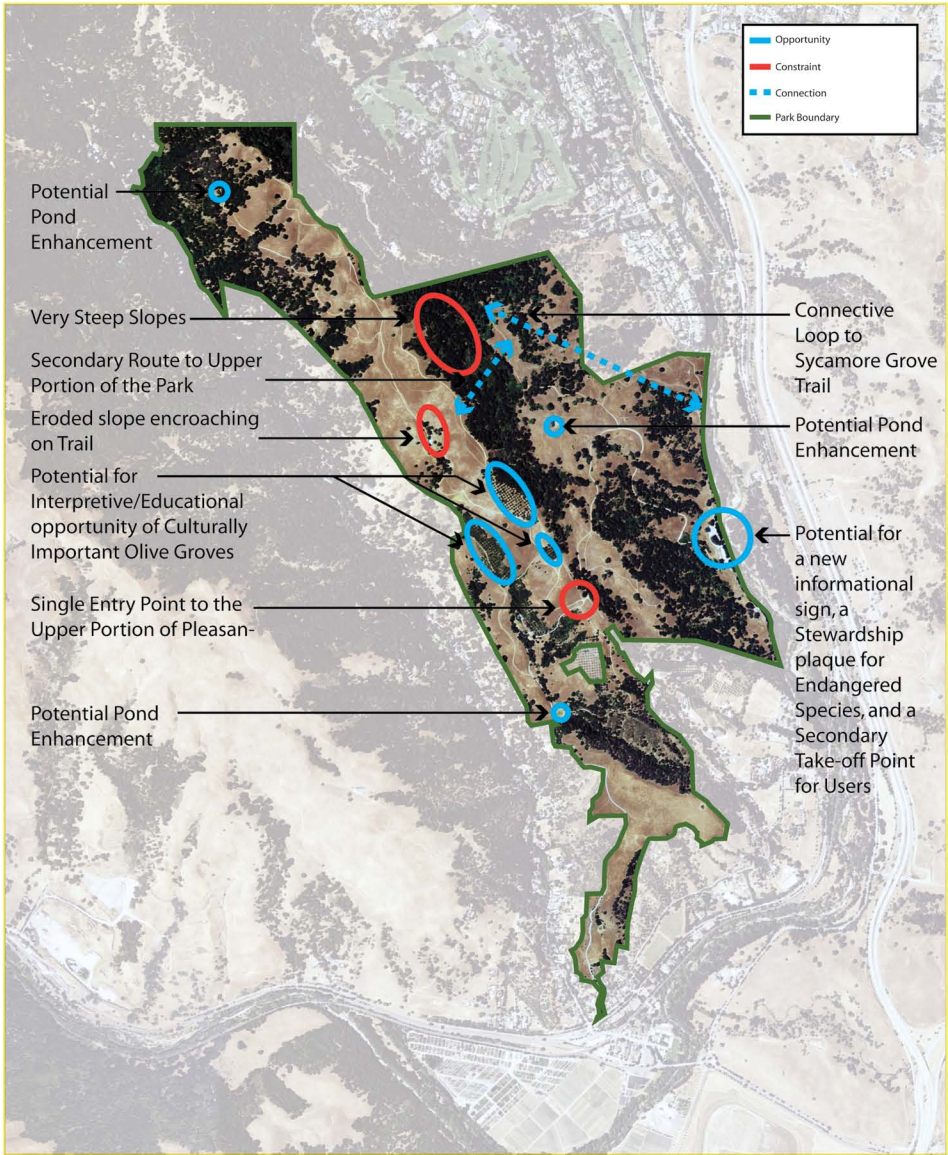 Opportunity
Constraint
Connection
Park Boundary
Potential
Pond
Enhancement
Very Steep Slopes
Secondary Route to Upper
Portion of the Park
Eroded slope encroaching
on Trail
Potential for
Interpretive/Educational
opportunity of Culturally
Important Olive Groves
Single Entry Point to the
Upper Portion of Pleasan-
Potential Pond
Enhancement
Connective
Loop to
Sycamore Grove
Trail
Potential Pond
Enhancement
Potential for
a new
informational
sign, a
Stewardship
plaque for
Endangered
Species, and a
Secondary
Take-off Point
for Users